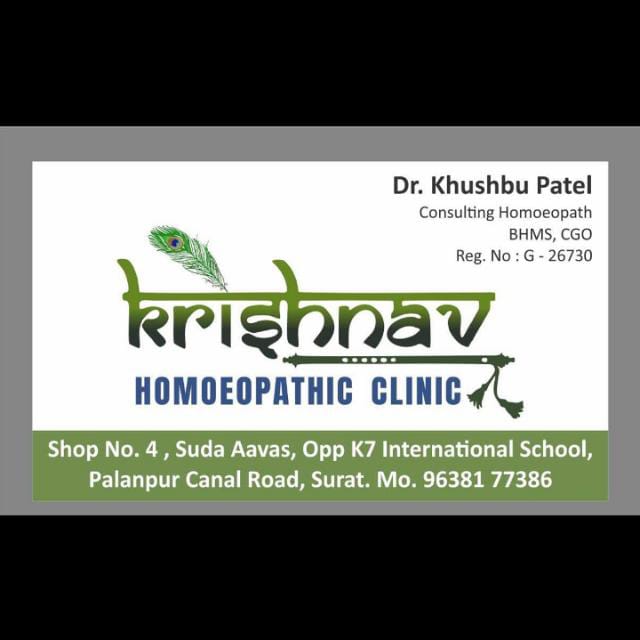 Dr. Khushbu Patel
Consulting Homoeopath
BHMS, CGO
Reg. No : G - 26730
krishnav
HOMOEOPATHIC CLINIC
Shop No. 4 , Suda Aavas, Opp K7 International School,
Palanpur Canal Road, Surat. Mo. 96381 77386